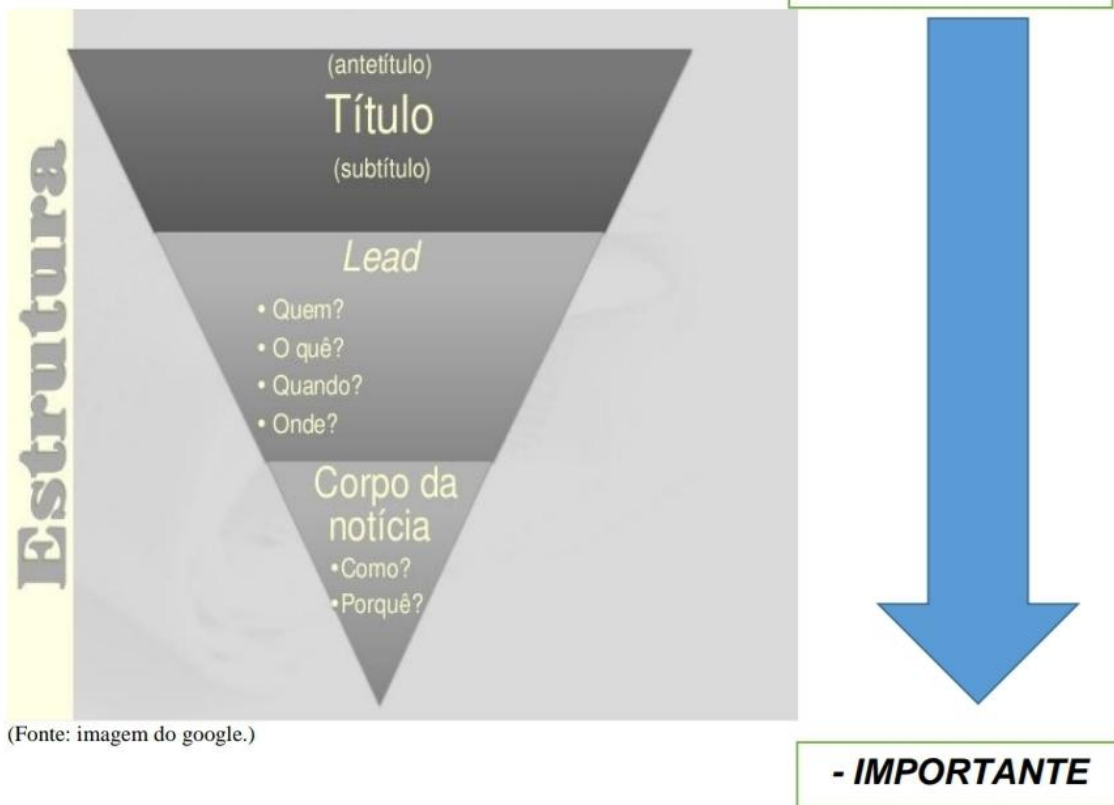 Estrutura
(antetítulo)
Título
(subtítulo)
Lead
• Quem?
• O quê?
• Quando?
• Onde?
Corpo da
notícia
•Como?
•Porquê?
(Fonte: imagem do google.)
- IMPORTANTE